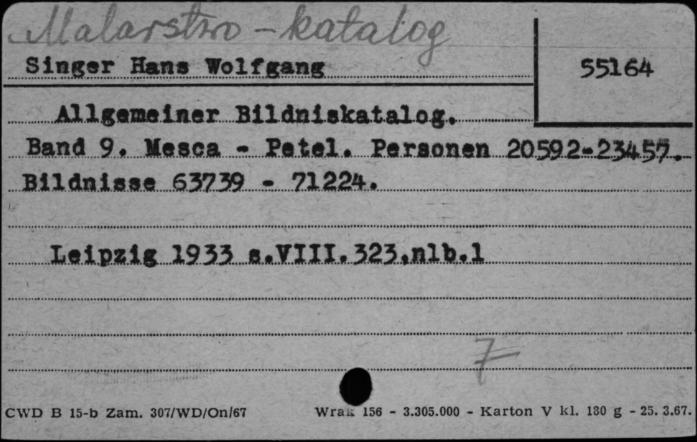 Malarstwo - katalog
Singer Hans Wolfgang
55164
Allgemeiner Bildniskatalog.
Band 9. Mesca - Petel. Personen 20592-23457.
Bildnisse 63739 - 71224.
Leipzig 1933 s.VIII.323,nlb.1
7
CWD B 15-b Zam. 307/WD/On/67
Wrak 156 - 3.305.000 - Karton V kl. 180 g - 25. 3.67.